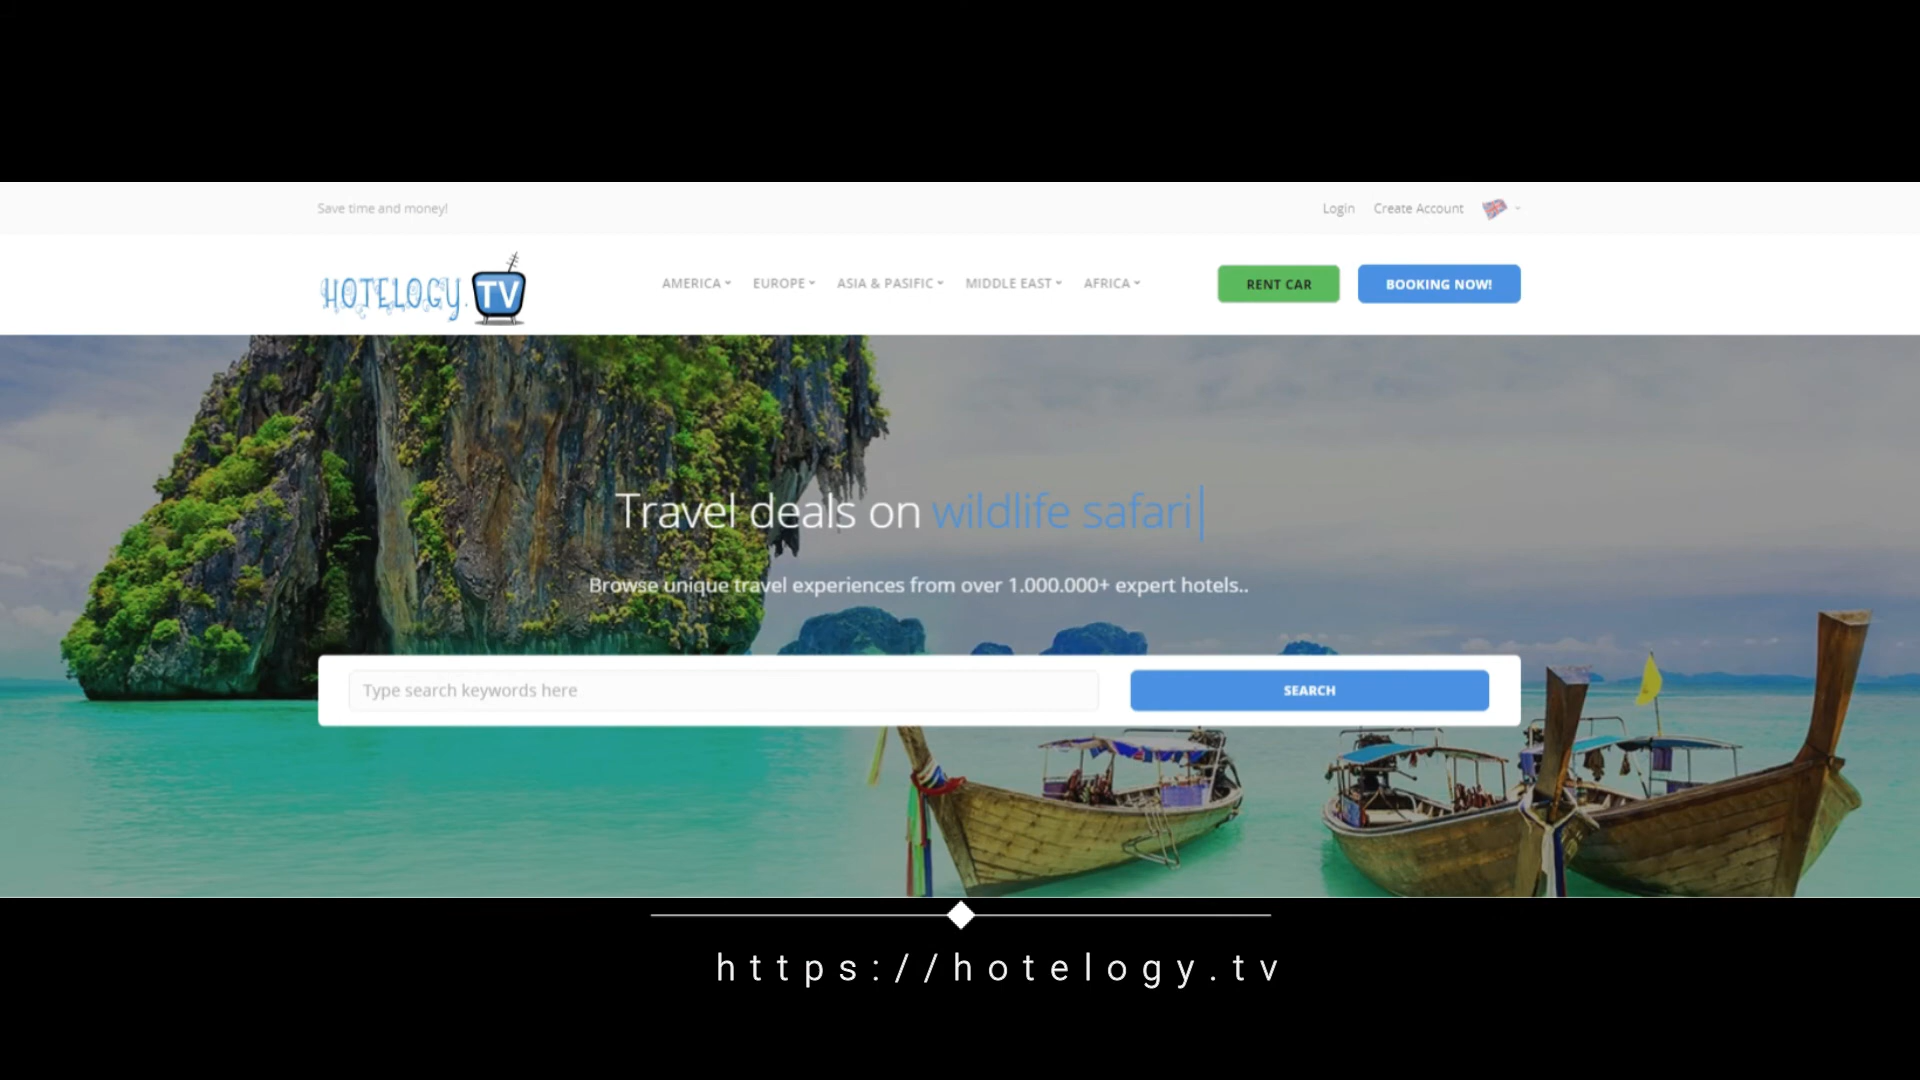 Save time and money!
Login Create Account
HOTELOGY.TV
AMERICA EUROPE ASIA & PASIFIC MIDDLE EAST AFRICA RENT CAR BOOKING NOW!
Travel deals on wildlife safari
Browse unique travel experiences from over 1.000.000+ expert hotels..
Type search keywords here SEARCH
https://hotelogy.tv